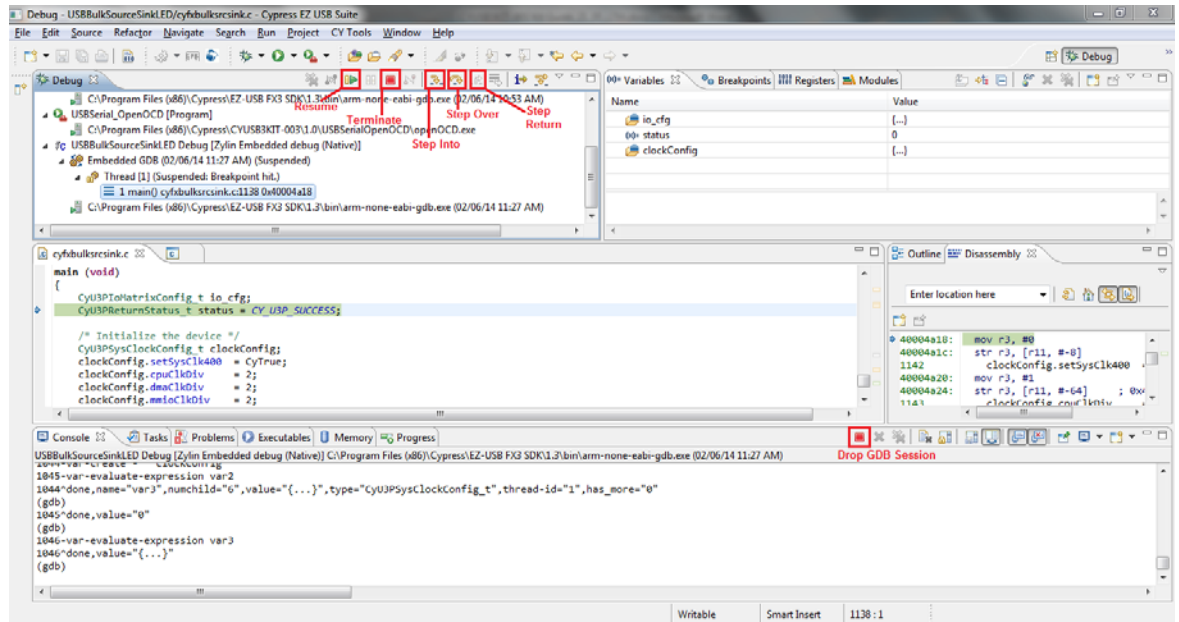 Debug - USBBulkSourceSinkLED/cyfxbulksrcsink.c - Cypress EZ USB Suite
File Edit Source Refactor Navigate Search Run Project CYTools Window Help
Debug
Debug
C:\Program Files (x86)\Cypress\EZ-USB FX3 SDK\1.3\bin\arm-none-eabi-gdb.exe (02/06/14 10:53 AM)
Resume
Terminate
Step Into
Step Over
Step Return
USBSerial_OpenOCD [Program]
C:\Program Files (x86)\Cypress\CYUSB3KIT-003\1.0\USBSerialOpenOCD\openOCD.exe
USBBulkSourceSinkLED Debug [Zylin Embedded debug (Native)]
Embedded GDB (02/06/14 11:27 AM) (Suspended)
Thread [1] (Suspended: Breakpoint hit.)
1 main() cyfxbulksrcsink.c:1138 0x40004a18
C:\Program Files (x86)\Cypress\EZ-USB FX3 SDK\1.3\bin\arm-none-eabi-gdb.exe (02/06/14 11:27 AM)
Variables Breakpoints Registers Modules
Name Value
io_cfg {...}
status 0
clockConfig {...}
cyfxbulksrcsink.c
main (void)
{
CyU3PIoMatrixConfig_t io_cfg;
CyU3PReturnStatus_t status = CY_U3P_SUCCESS;
/* Initialize the device */
CyU3PSysClockConfig_t clockConfig;
clockConfig.setSysClk400 = CyTrue;
clockConfig.cpuClkDiv = 2;
clockConfig.dmaClkDiv = 2;
clockConfig.mmioClkDiv = 2;
Outline Disassembly
Enter location here
40004a18: mov r3, #0
40004a1c: str r3, [r11, #-8]
1142 clockConfig.setSysClk400
40004a20: mov r3, #1
40004a24: str r3, [r11, #-64] ; 0x
1143 clockConfig.cpuClkDiv
Console Tasks Problems Executables Memory Progress
Drop GDB Session
USBBulkSourceSinkLED Debug [Zylin Embedded debug (Native)] C:\Program Files (x86)\Cypress\EZ-USB FX3 SDK\1.3\bin\arm-none-eabi-gdb.exe (02/06/14 11:27 AM)
1044-var-create - * clockConfig
1045-var-evaluate-expression var2
1044^done,name="var3",numchild="6",value="{...}",type="CyU3PSysClockConfig_t",thread-id="1",has_more="0"
(gdb)
1045^done,value="0"
(gdb)
1046-var-evaluate-expression var3
1046^done,value="{...}"
(gdb)
Writable Smart Insert 1138 : 1